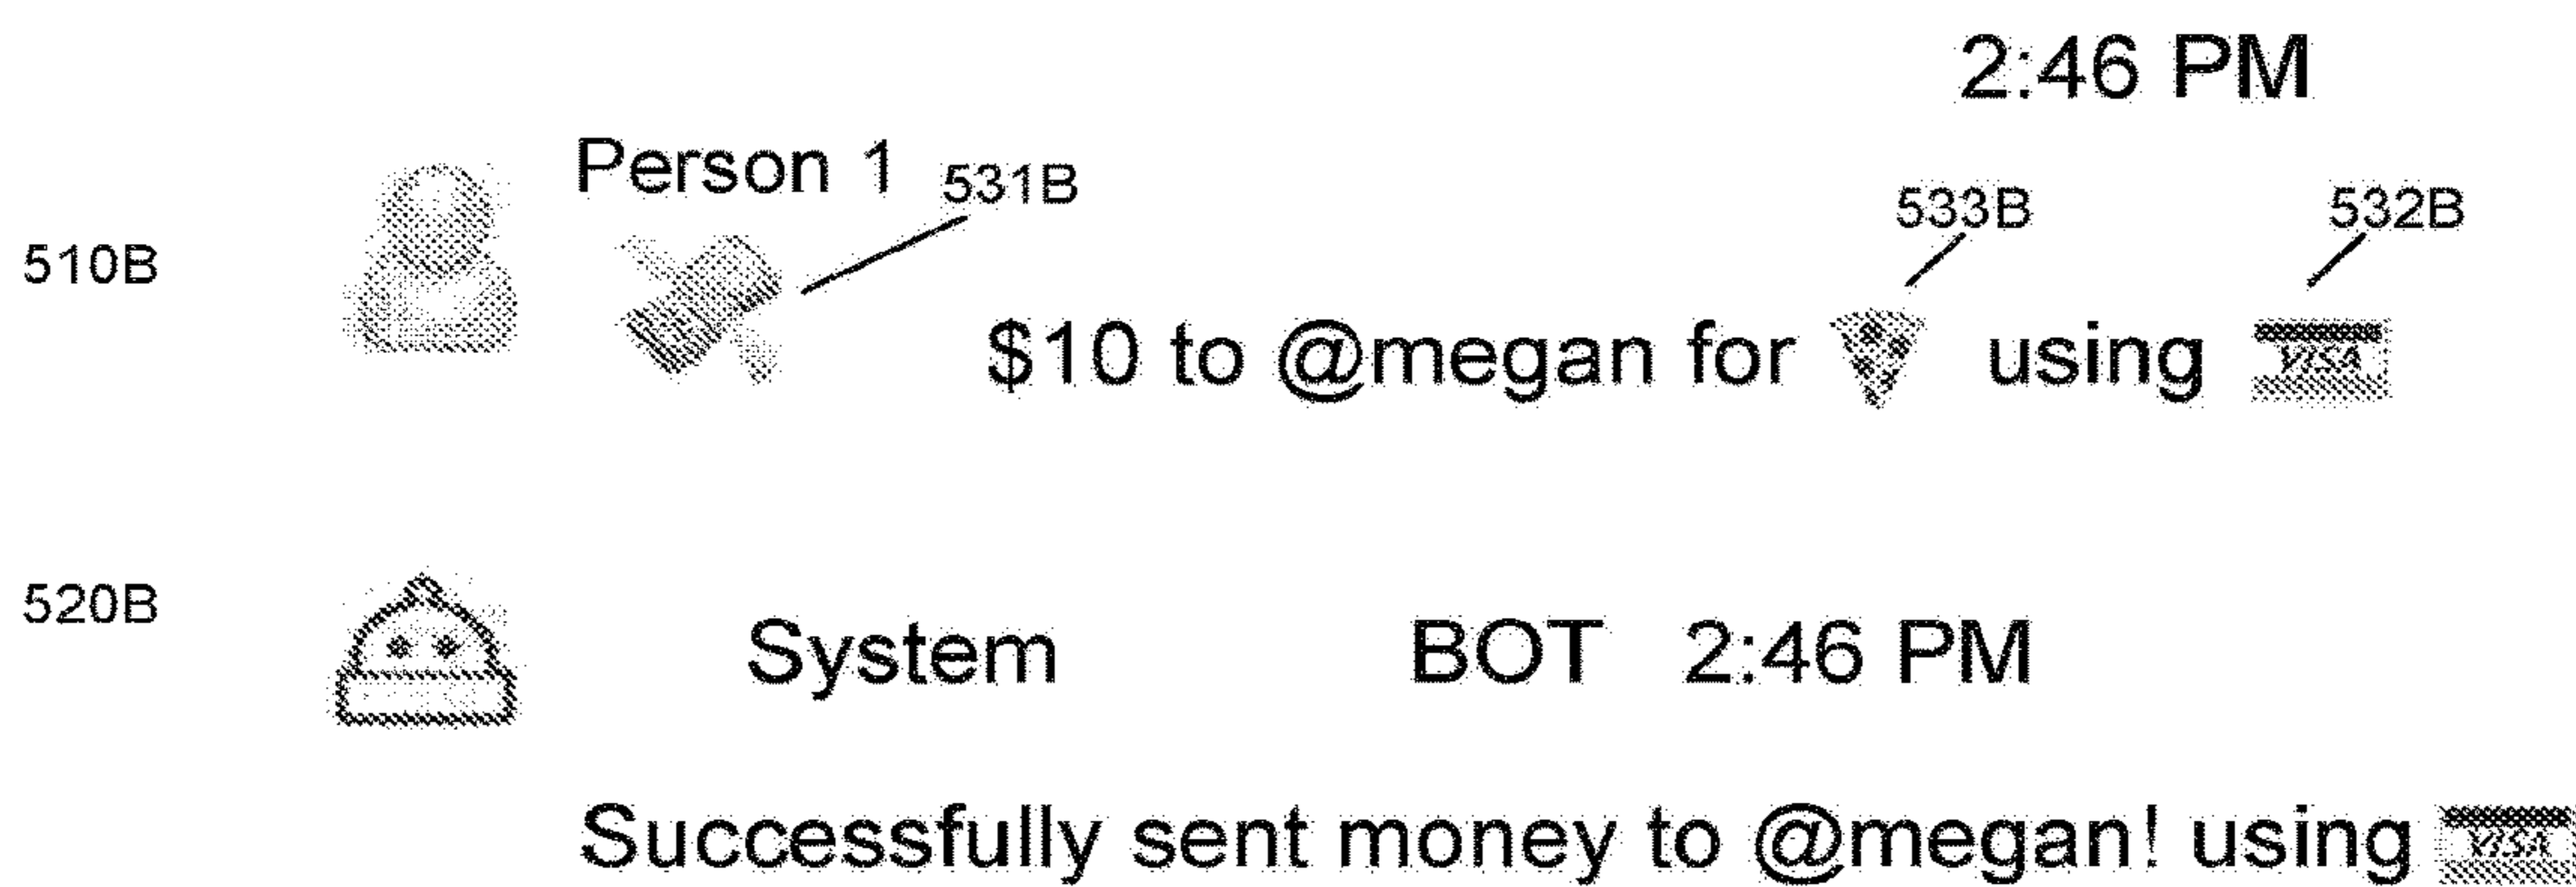 2:46 PM
Person 1 531B 533B 532B
510B
$10 to @megan for using VISA
520B
System BOT 2:46 PM
Successfully sent money to @megan! using VISA